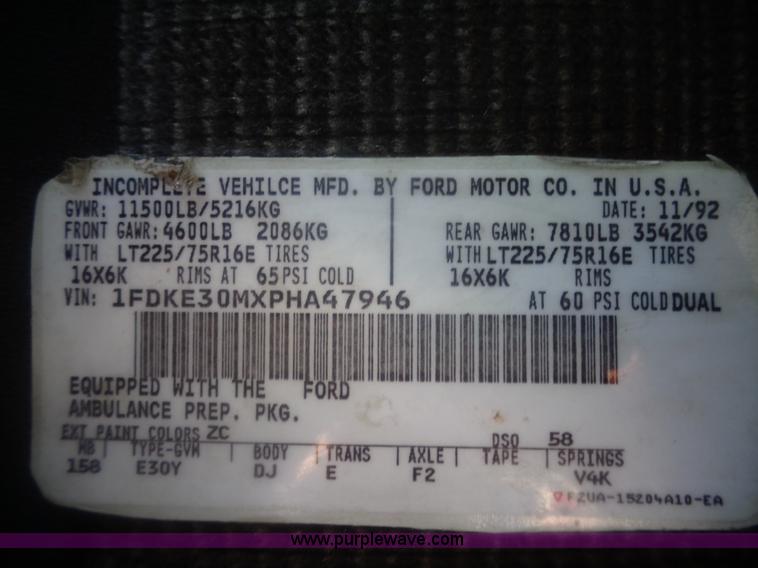 INCOMPLETE VEHILCE MFD. BY FORD MOTOR CO. IN U.S.A.
GVWR: 11500LB/5216KG DATE: 11/92
FRONT GAWR: 4600LB 2086KG REAR GAWR: 7810LB 3542KG
WITH LT225/75R16E TIRES WITH LT225/75R16E TIRES
16X6K RIMS AT 65 PSI COLD 16X6K RIMS
VIN: 1FDKE30MXPHA47946 AT 60 PSI COLD DUAL
EQUIPPED WITH THE FORD
AMBULANCE PREP. PKG.
EXT PAINT COLORS ZC DSO 58
WB TYPE-GVW BODY TRANS AXLE TAPE SPRINGS
158 E30Y DJ E F2 V4K
F2UA-15204A10-EA
www.purplewave.com